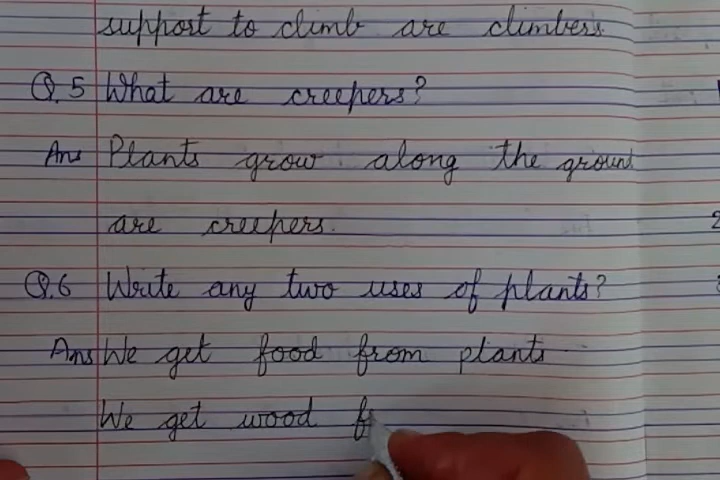 support to climb are climbers.
Q.5 What are creepers?
Ans Plants grow along the ground
are creepers.
Q.6 Write any two uses of plants?
Ans We get food from plants
We get wood f